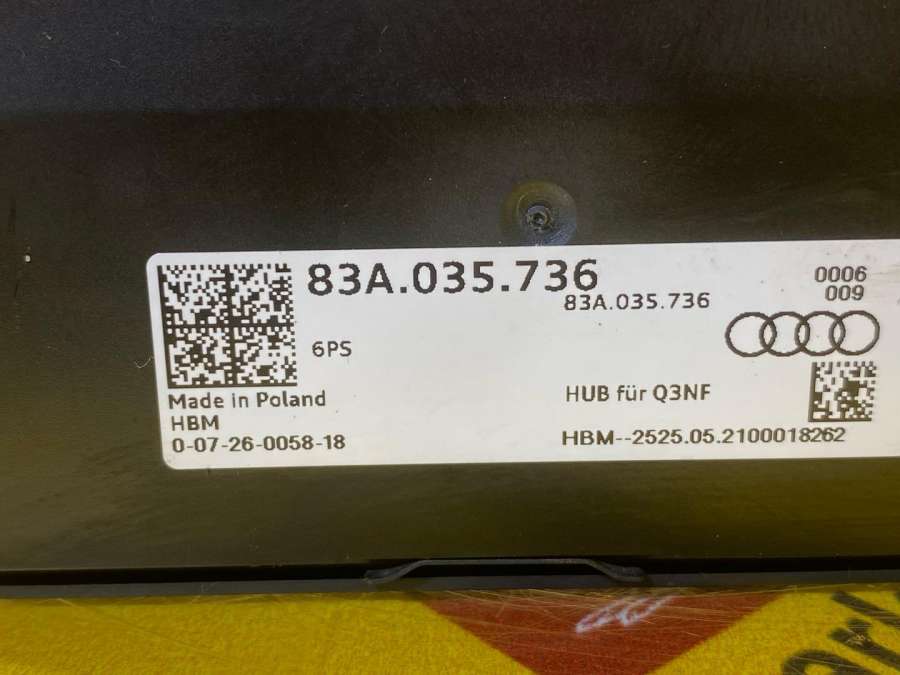 83A.035.736
83A.035.736
0006
009
6PS
Made in Poland
HBM
0-07-26-0058-18
HUB für Q3NF
HBM--2525.05.2100018262